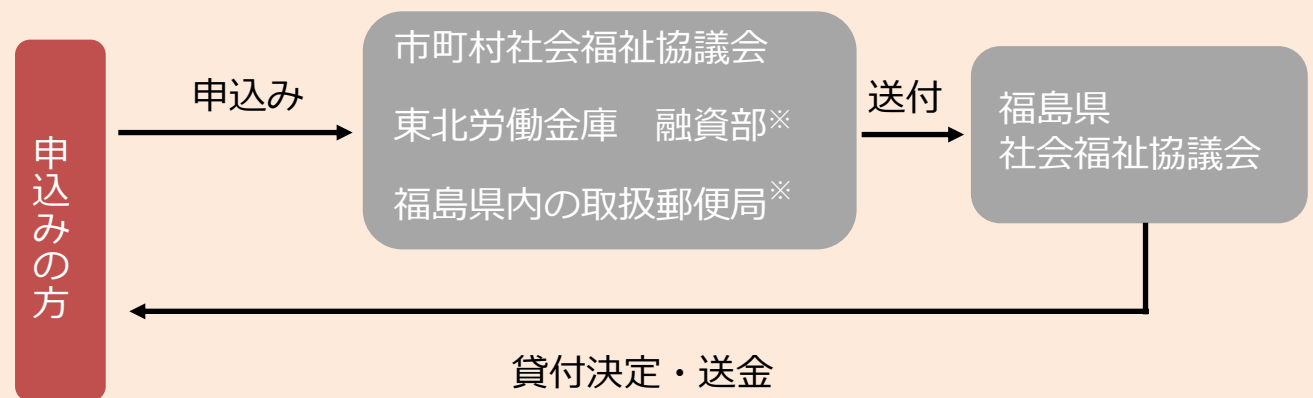 申込みの方
申込み
市町村社会福祉協議会
東北労働金庫　融資部※
福島県内の取扱郵便局※
送付
福島県
社会福祉協議会
貸付決定・送金